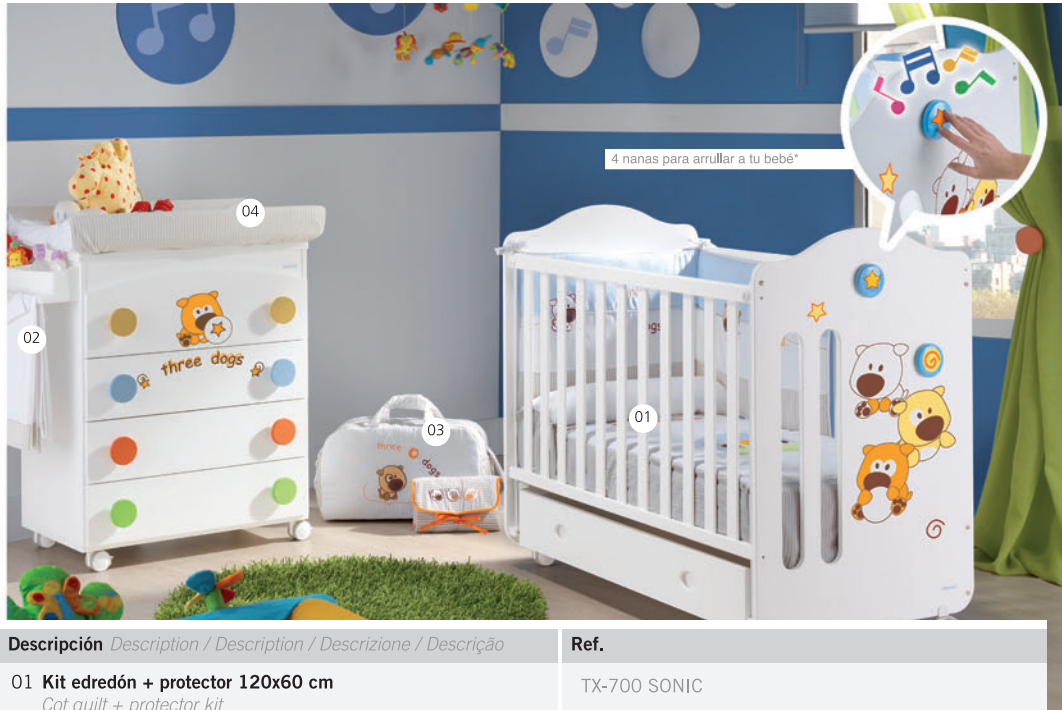 4 nanas para arrullar a tu bebé*
04
02
three dogs
03
three dogs
01
Descripción Description / Description / Descrizione / Descrição
Ref.
01 Kit edredón + protector 120x60 cm
TX-700 SONIC
Cot quilt + protector kit